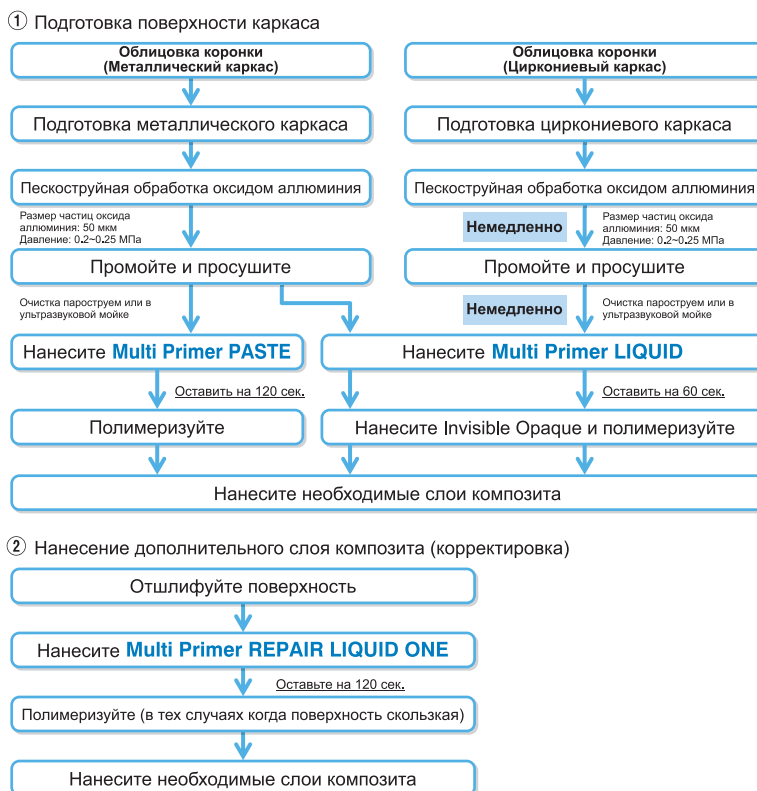 ① Подготовка поверхности каркаса
Облицовка коронки
(Металлический каркас)
Подготовка металлического каркаса
Пескоструйная обработка оксидом аллюминия
Размер частиц оксида
аллюминия: 50 мкм
Давление: 0.2~0.25 МПа
Промойте и просушите
Очистка пароструем или в
ультразвуковой мойке
Нанесите Multi Primer PASTE
Оставить на 120 сек.
Полимеризуйте
Облицовка коронки
(Циркониевый каркас)
Подготовка циркониевого каркаса
Пескоструйная обработка оксидом аллюминия
Немедленно
Размер частиц оксида
аллюминия: 50 мкм
Давление: 0.2~0.25 МПа
Промойте и просушите
Немедленно
Очистка пароструем или в
ультразвуковой мойке
Нанесите Multi Primer LIQUID
Оставить на 60 сек.
Нанесите Invisible Opaque и полимеризуйте
Нанесите необходимые слои композита
② Нанесение дополнительного слоя композита (корректировка)
Отшлифуйте поверхность
Нанесите Multi Primer REPAIR LIQUID ONE
Оставьте на 120 сек.
Полимеризуйте (в тех случаях когда поверхность скользкая)
Нанесите необходимые слои композита